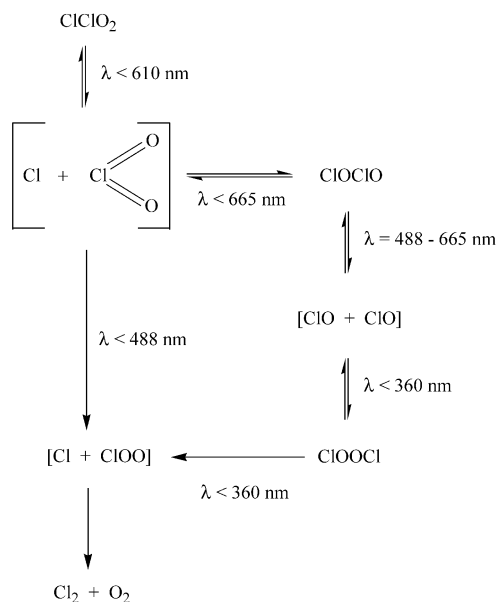 ClClO₂
λ < 610 nm
[Cl + Cl O O]
λ < 665 nm
ClOClO
λ = 488 - 665 nm
[ClO + ClO]
λ < 488 nm
λ < 360 nm
[Cl + ClOO]
ClOOCl
λ < 360 nm
Cl₂ + O₂